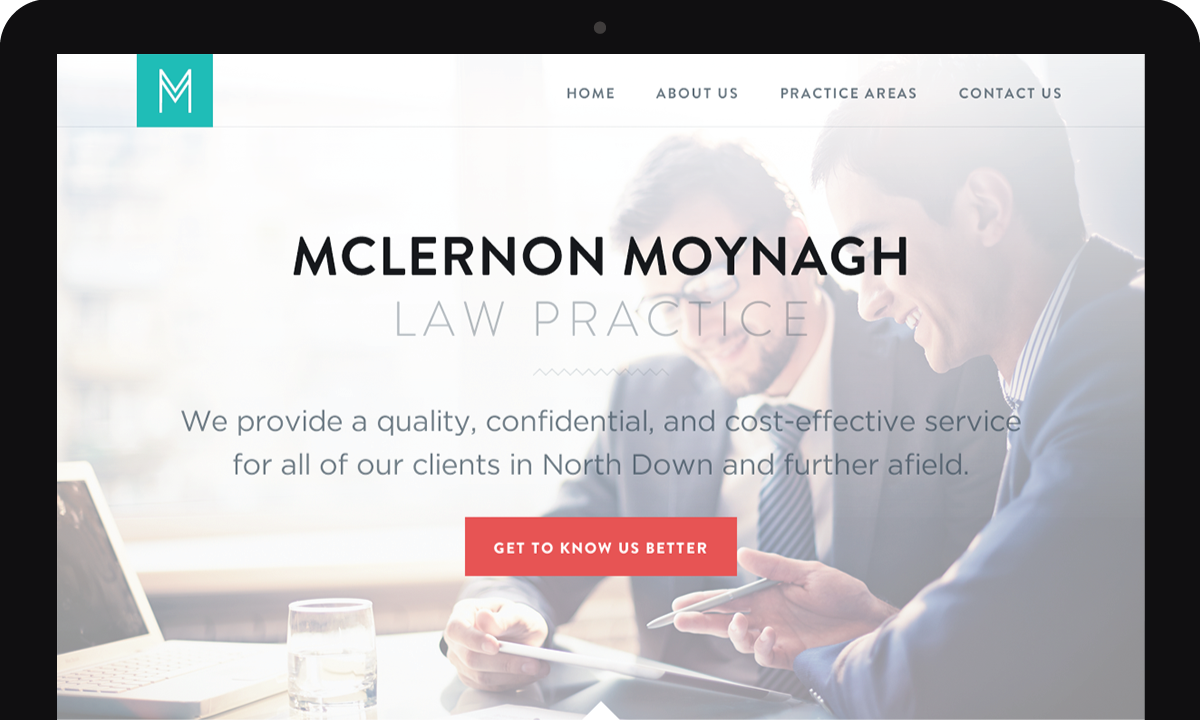 M
HOME ABOUT US PRACTICE AREAS CONTACT US
MCLERNON MOYNAGH
LAW PRACTICE
We provide a quality, confidential, and cost-effective service
for all of our clients in North Down and further afield.
GET TO KNOW US BETTER